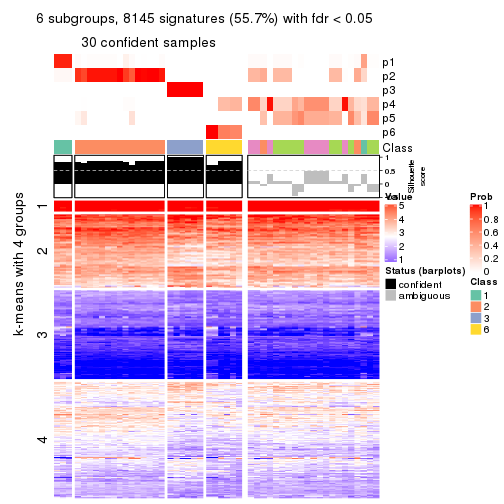 6 subgroups, 8145 signatures (55.7%) with fdr < 0.05
30 confident samples
p1
p2
p3
p4
p5
p6
Class
1
0.5
0
Silhouette
score
k-means with 4 groups
1
2
3
4
Value
5
4
3
2
1
Status (barplots)
confident
ambiguous
Prob
1
0.8
0.6
0.4
0.2
0
Class
1
2
3
6